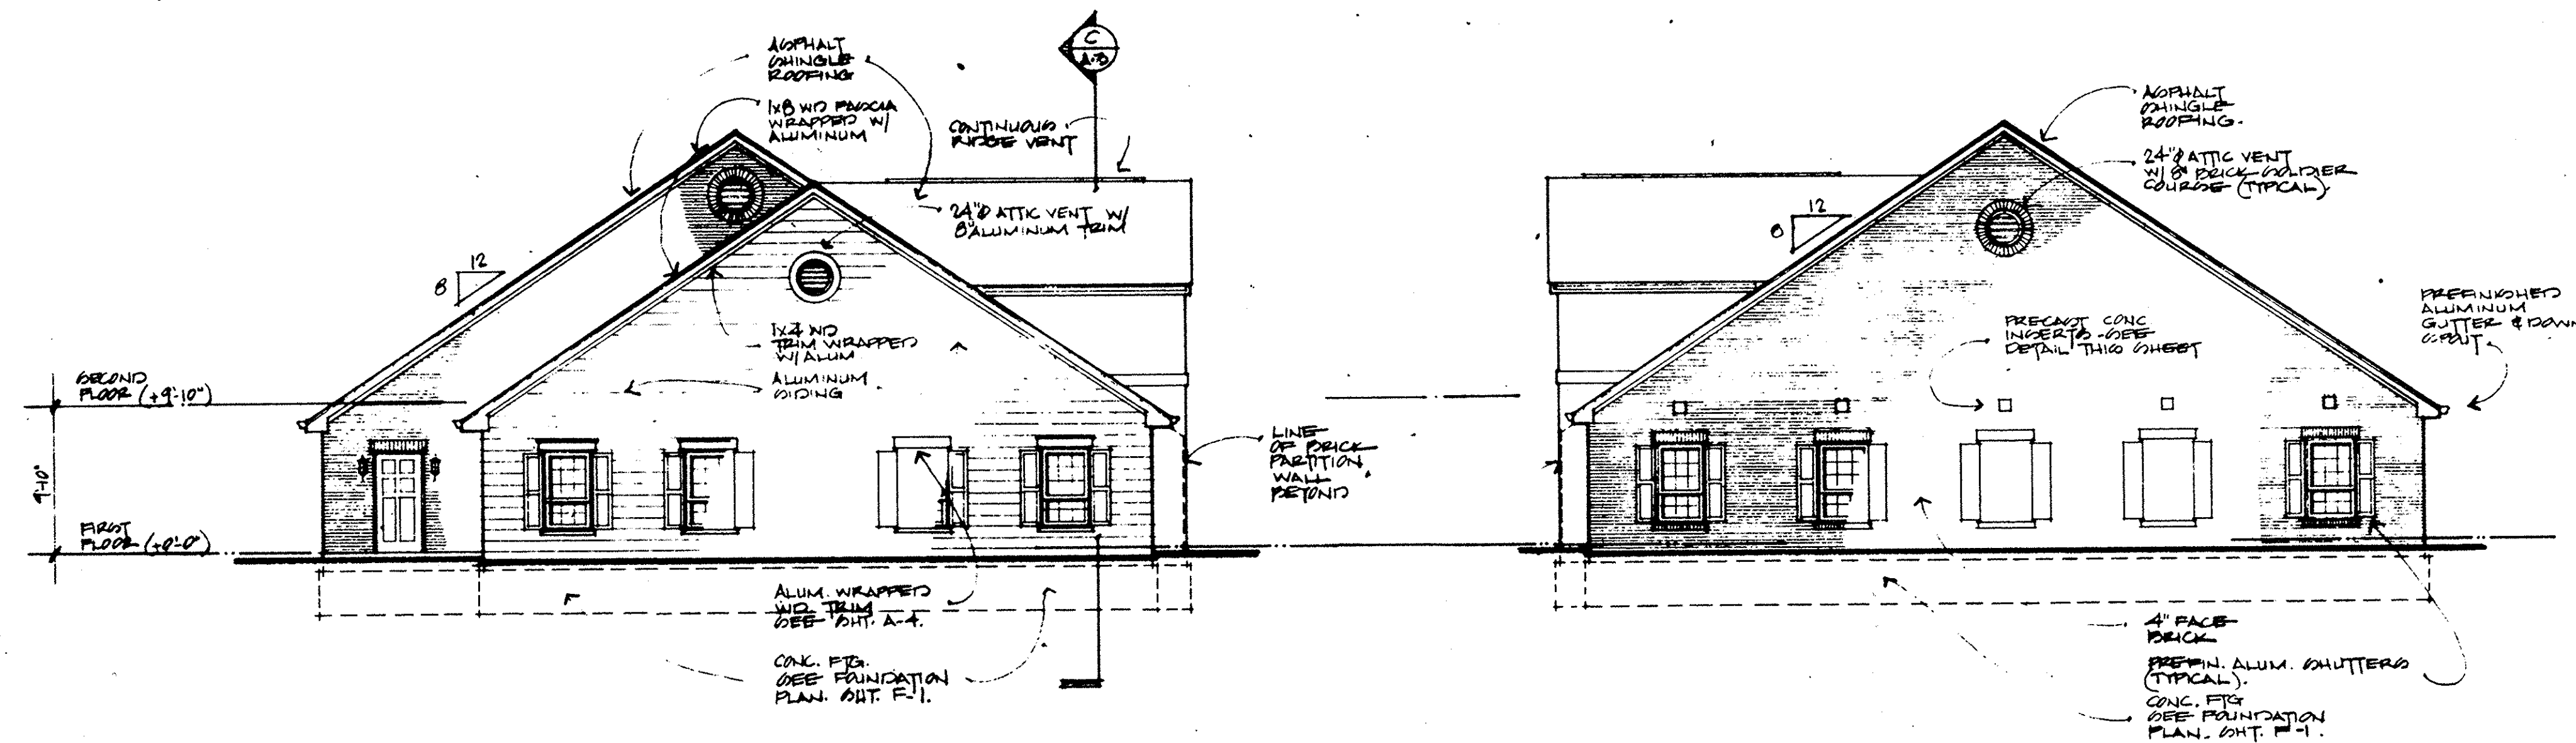 ASPHALT
SHINGLE
ROOFING
1x8 WD FASCIA
WRAPPED W/
ALUMINUM
CONTINUOUS
RIDGE VENT
C
A-3
24"Ø ATTIC VENT W/
8" ALUMINUM TRIM
12
8
1x4 WD
TRIM WRAPPED
W/ ALUM
ALUMINUM
SIDING
SECOND
FLOOR (+9'-10")
9'-10"
FIRST
FLOOR (+0'-0")
LINE
OF BRICK
PARTITION
WALL
BEYOND
ALUM. WRAPPED
WD. TRIM
SEE SHT. A-4.
CONC. FTG.
SEE FOUNDATION
PLAN. SHT. F-1.
ASPHALT
SHINGLE
ROOFING.
24"Ø ATTIC VENT
W/ 8" BRICK SOLDIER
COURSE (TYPICAL).
12
8
PRECAST CONC
INSERTS-SEE
DETAIL THIS SHEET
PREFINISHED
ALUMINUM
GUTTER & DOWN
SPOUT.
4" FACE
BRICK
PREFIN. ALUM. SHUTTERS
(TYPICAL).
CONC. FTG
SEE FOUNDATION
PLAN. SHT. F-1.